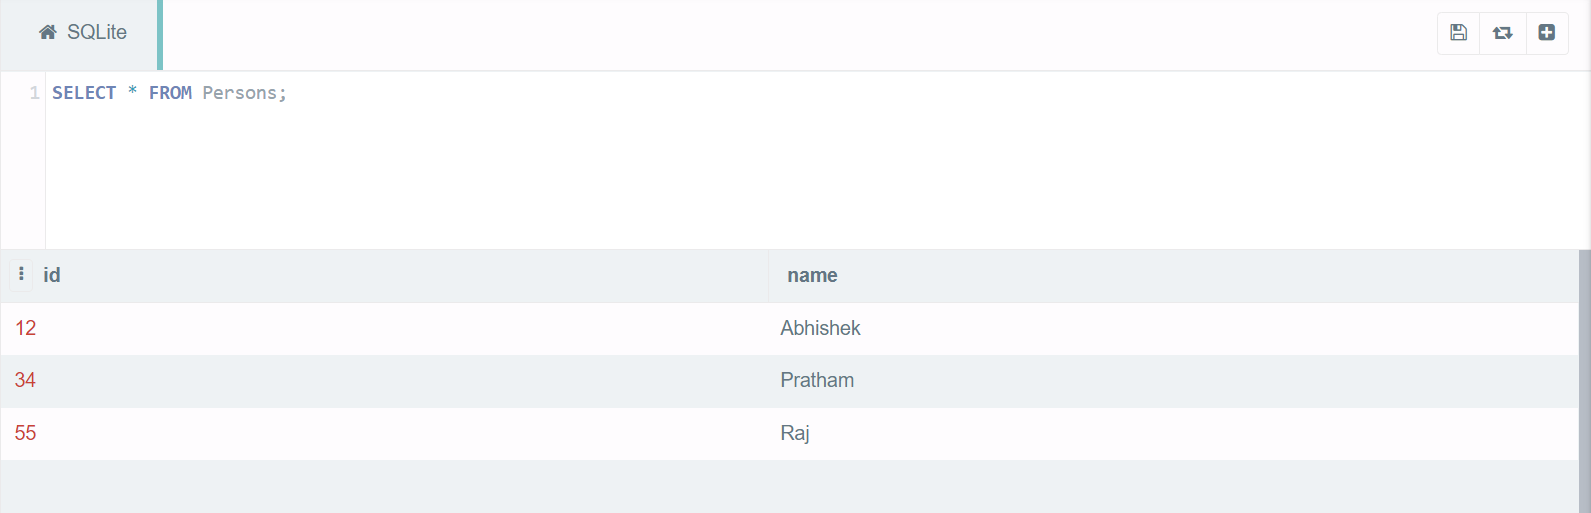 SQLite
1 SELECT * FROM Persons;
id name
12 Abhishek
34 Pratham
55 Raj